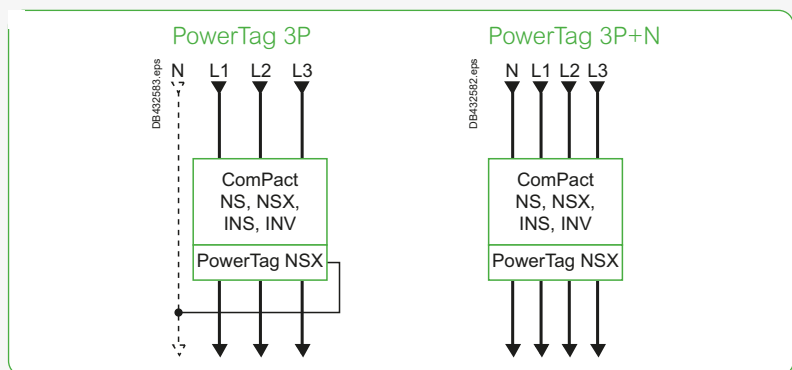 PowerTag 3P
DB432583.eps
N L1 L2 L3
ComPact
NS, NSX,
INS, INV
PowerTag NSX
PowerTag 3P+N
DB432582.eps
N L1 L2 L3
ComPact
NS, NSX,
INS, INV
PowerTag NSX